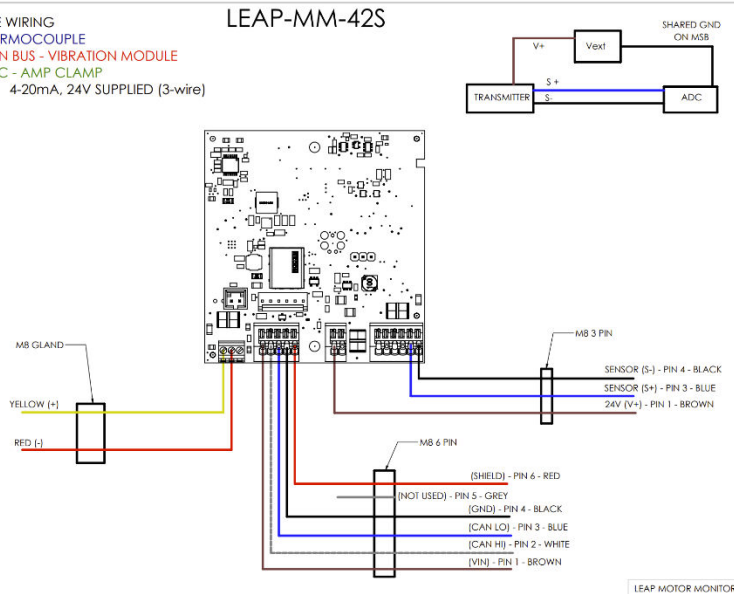 LEAP-MM-42S
E WIRING
RMOCOUPLE
N BUS - VIBRATION MODULE
C - AMP CLAMP
4-20mA, 24V SUPPLIED (3-wire)
SHARED GND
ON MSB
V+
Vext
S +
S-
TRANSMITTER
ADC
M8 GLAND
YELLOW (+)
RED (-)
M8 3 PIN
SENSOR (S-) - PIN 4 - BLACK
SENSOR (S+) - PIN 3 - BLUE
24V (V+) - PIN 1 - BROWN
M8 6 PIN
(SHIELD) - PIN 6 - RED
(NOT USED) - PIN 5 - GREY
(GND) - PIN 4 - BLACK
(CAN LO) - PIN 3 - BLUE
(CAN HI) - PIN 2 - WHITE
(VIN) - PIN 1 - BROWN
LEAP MOTOR MONITOR